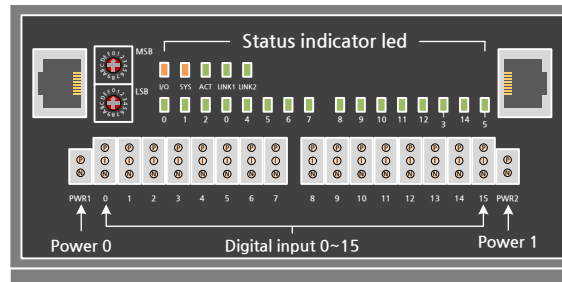 MSB
Status indicator led
I/O SYS ACT LINK1 LINK2
LSB
0 1 2 0 4 5 6 7 8 9 10 11 12 3 14 5
P P P P P P P P P P P P P P P P
P I I I I I I I I I I I I I I I I P
N N N N N N N N N N N N N N N N N N
PWR1 0 1 2 3 4 5 6 7 8 9 10 11 12 13 14 15 PWR2
Power 0 Digital input 0~15 Power 1